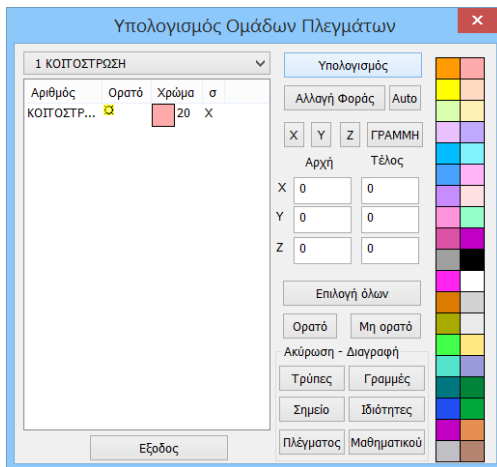 Υπολογισμός Ομάδων Πλεγμάτων
1 ΚΟΙΤΟΣΤΡΩΣΗ
Υπολογισμός
Αριθμός Ορατό Χρώμα σ
ΚΟΙΤΟΣΤΡ... 20 X
Αλλαγή Φοράς Auto
X Y Z ΓΡΑΜΜΗ
Αρχή Τέλος
X 0 0
Y 0 0
Z 0 0
Επιλογή όλων
Ορατό Μη ορατό
Ακύρωση - Διαγραφή
Τρύπες Γραμμές
Σημείο Ιδιότητες
Πλέγματος Μαθηματικού
Εξοδος